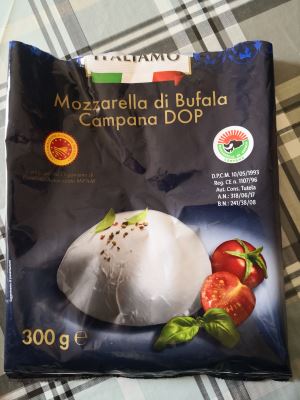 ITALIAMO
Mozzarella di Bufala
Campana DOP
D.P.C.M. 10/05/1993
Reg. CE n. 1107/96
Aut. Cons. Tutela
A.N.: 318/06/17
B.N.: 241/38/08
300 g e